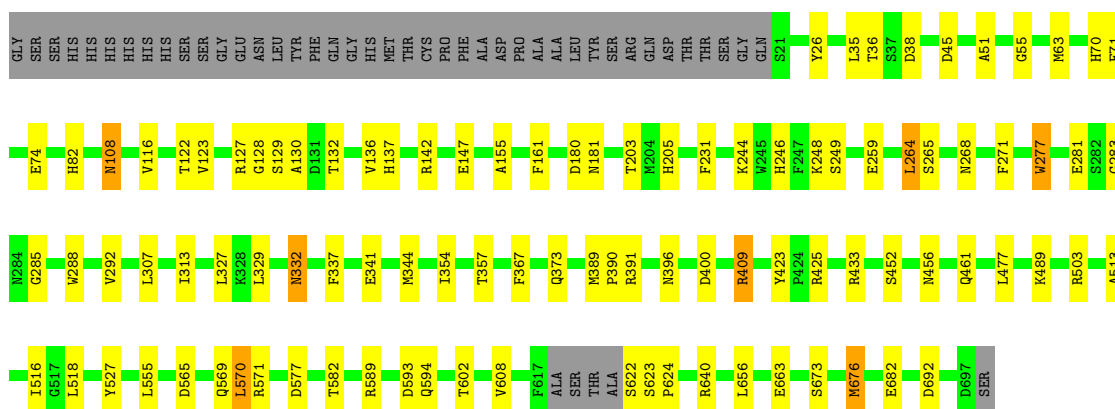 GLY SER SER HIS HIS HIS HIS HIS HIS SER SER GLY GLU ASN LEU TYR PHE GLN GLY HIS MET THR CYS PRO PHE ALA ASP PRO ALA ALA LEU TYR SER ARG GLN ASP THR THR SER GLY GLN S21 Y26 L35 T36 S37 D38 D45 A51 G55 M63 H70
E74 H82 N108 V116 T122 V123 R127 G128 S129 A130 D131 T132 V136 H137 R142 E147 A155 F161 D180 N181 T203 M204 H205 F231 K244 W245 H246 F247 K248 S249 E259 L264 S265 N268 F271 W277 E281 S282 G283
N284 G285 W288 V292 L307 I313 L327 K328 L329 N332 F337 E341 M344 I354 T357 F367 Q373 M389 P390 R391 N396 D400 R409 Y423 P424 R425 R433 S452 N456 Q461 L477 K489 R503 A513
I516 G517 L518 Y527 L555 D565 Q569 L570 R571 D577 T582 R589 D593 Q594 T602 V608 F617 ALA SER THR ALA S622 S623 P624 R640 L656 E663 S673 M676 E682 D692 D697 SER